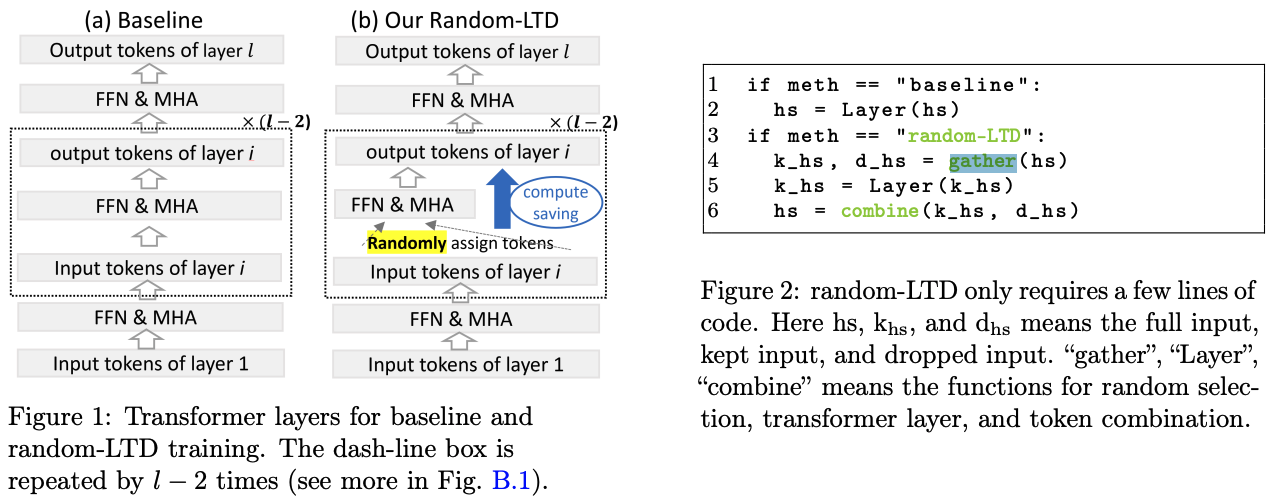 (a) Baseline
Output tokens of layer l
FFN & MHA
× (l − 2)
output tokens of layer i
FFN & MHA
Input tokens of layer i
FFN & MHA
Input tokens of layer 1
(b) Our Random-LTD
Output tokens of layer l
FFN & MHA
× (l − 2)
output tokens of layer i
compute
saving
FFN & MHA
Randomly assign tokens
Input tokens of layer i
FFN & MHA
Input tokens of layer 1
Figure 1: Transformer layers for baseline and
random-LTD training. The dash-line box is
repeated by l − 2 times (see more in Fig. B.1).
1 if meth == "baseline":
2 hs = Layer(hs)
3 if meth == "random-LTD":
4 k_hs, d_hs = gather(hs)
5 k_hs = Layer(k_hs)
6 hs = combine(k_hs, d_hs)
Figure 2: random-LTD only requires a few lines of
code. Here hs, k_hs, and d_hs means the full input,
kept input, and dropped input. “gather”, “Layer”,
“combine” means the functions for random selec-
tion, transformer layer, and token combination.